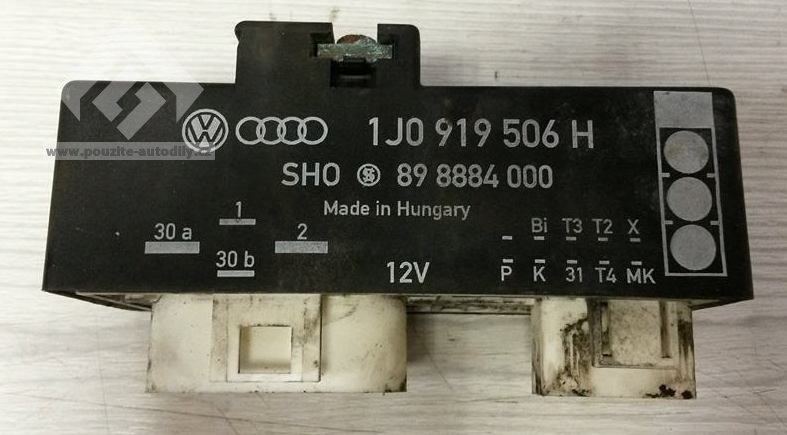 1J0 919 506 H
www.pouzite-autodily.cz
SHO 89 8884 000
Made in Hungary
30 a 1 2
30 b
12V
- Bi T3 T2 X
P K 31 T4 MK